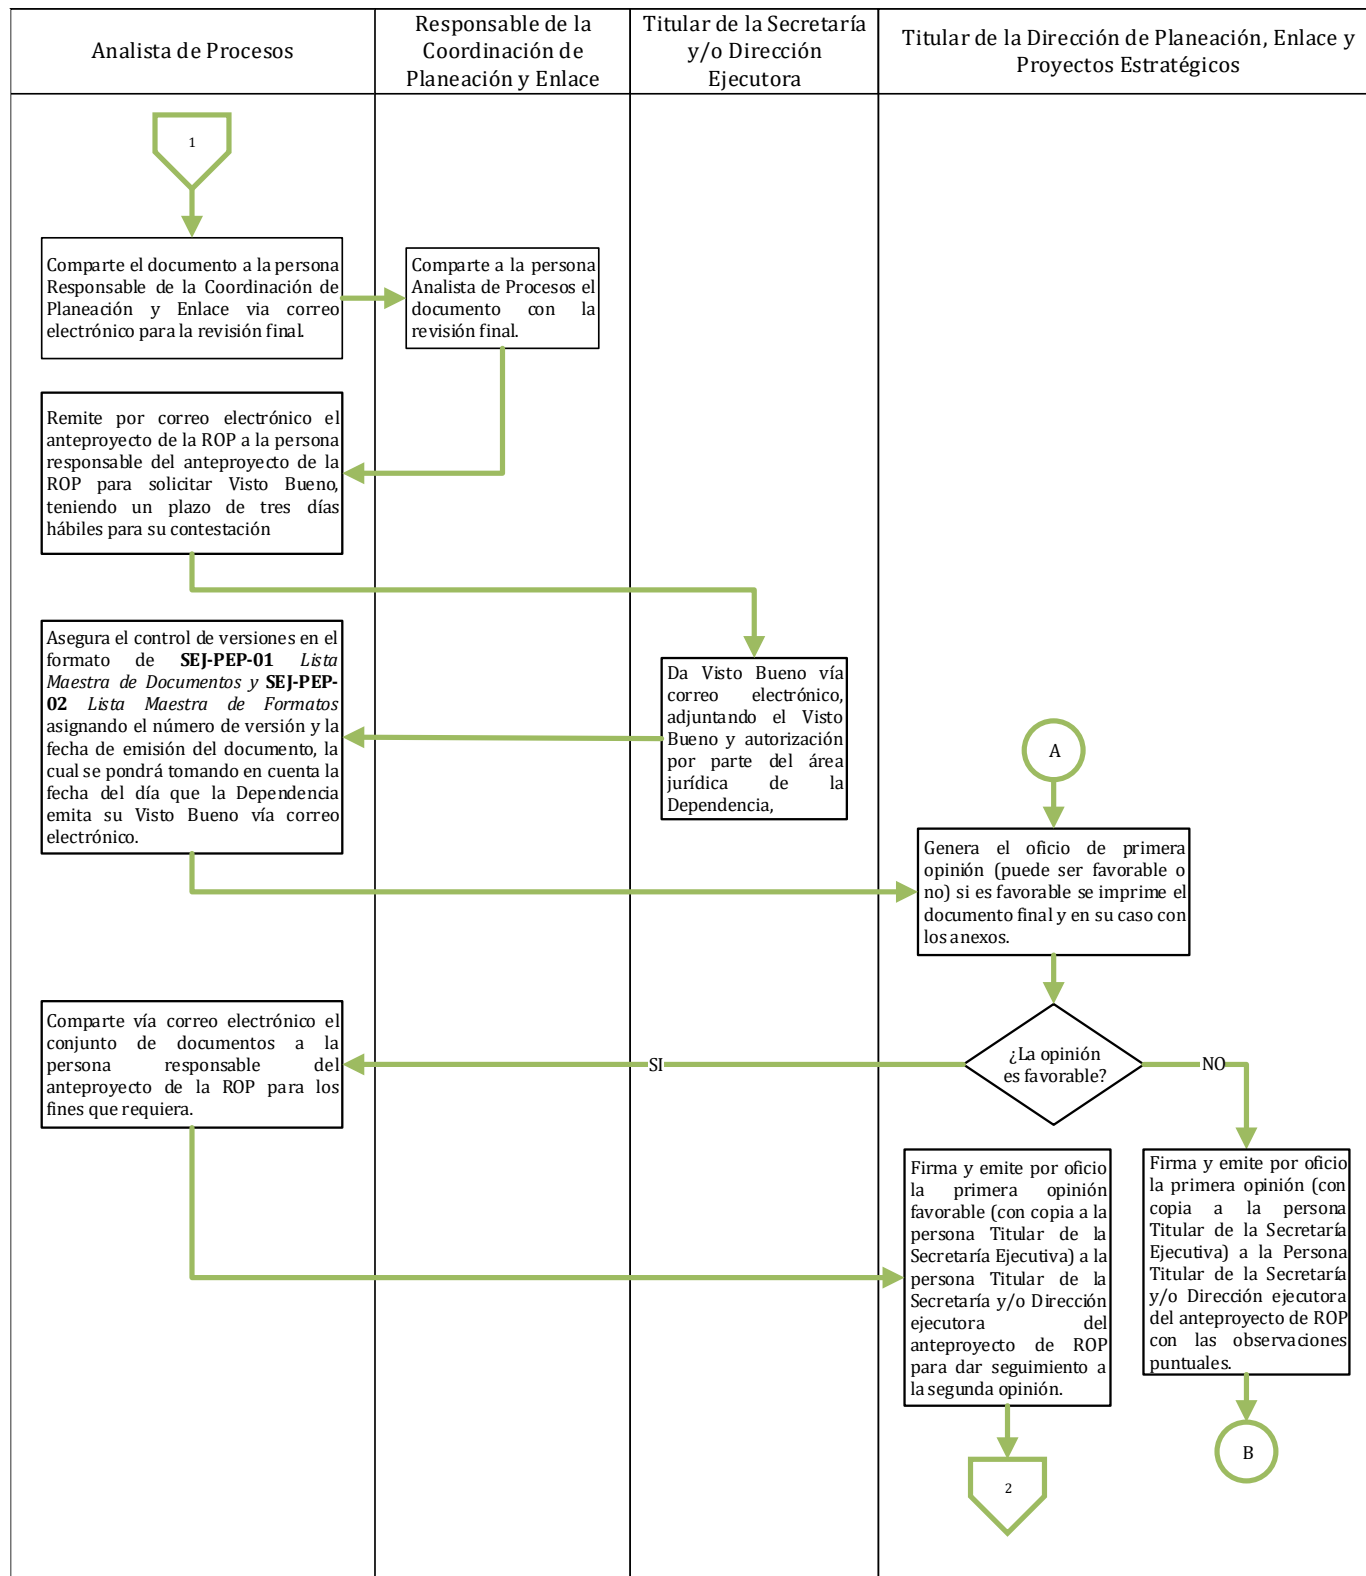 Analista de Procesos
Responsable de la
Coordinación de
Planeación y Enlace
Titular de la Secretaría
y/o Dirección
Ejecutora
Titular de la Dirección de Planeación, Enlace y
Proyectos Estratégicos
1
Comparte el documento a la persona
Responsable de la Coordinación de
Planeación y Enlace via correo
electrónico para la revisión final.
Comparte a la persona
Analista de Procesos el
documento con la
revisión final.
Remite por correo electrónico el
anteproyecto de la ROP a la persona
responsable del anteproyecto de la
ROP para solicitar Visto Bueno,
teniendo un plazo de tres días
hábiles para su contestación
Asegura el control de versiones en el
formato de SEJ-PEP-01 Lista
Maestra de Documentos y SEJ-PEP-
02 Lista Maestra de Formatos
asignando el número de versión y la
fecha de emisión del documento, la
cual se pondrá tomando en cuenta la
fecha del día que la Dependencia
emita su Visto Bueno vía correo
electrónico.
Da Visto Bueno vía
correo electrónico,
adjuntando el Visto
Bueno y autorización
por parte del área
jurídica de la
Dependencia,
A
Genera el oficio de primera
opinión (puede ser favorable o
no) si es favorable se imprime el
documento final y en su caso con
los anexos.
Comparte vía correo electrónico el
conjunto de documentos a la
persona responsable del
anteproyecto de la ROP para los
fines que requiera.
SI
¿La opinión
es favorable?
NO
Firma y emite por oficio
la primera opinión
favorable (con copia a la
persona Titular de la
Secretaría Ejecutiva) a la
persona Titular de la
Secretaría y/o Dirección
ejecutora del
anteproyecto de ROP
para dar seguimiento a
la segunda opinión.
Firma y emite por oficio
la primera opinión (con
copia a la persona
Titular de la Secretaría
Ejecutiva) a la Persona
Titular de la Secretaría
y/o Dirección ejecutora
del anteproyecto de ROP
con las observaciones
puntuales.
B
2